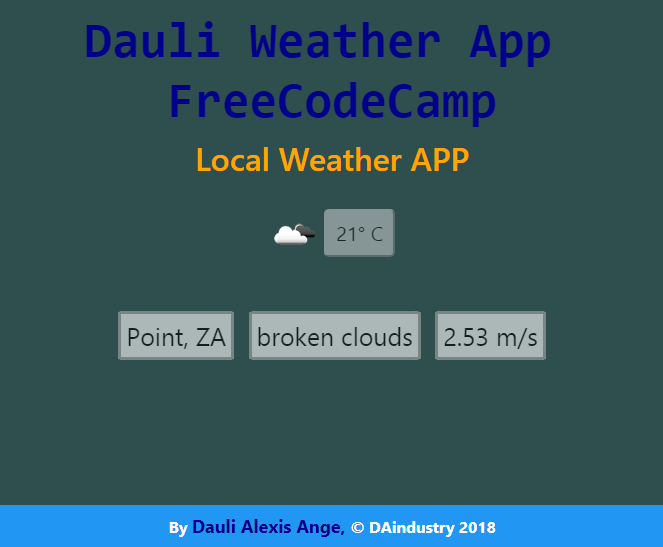 Dauli Weather App
FreeCodeCamp
Local Weather APP
21° C
Point, ZA broken clouds 2.53 m/s
By Dauli Alexis Ange, © DAindustry 2018